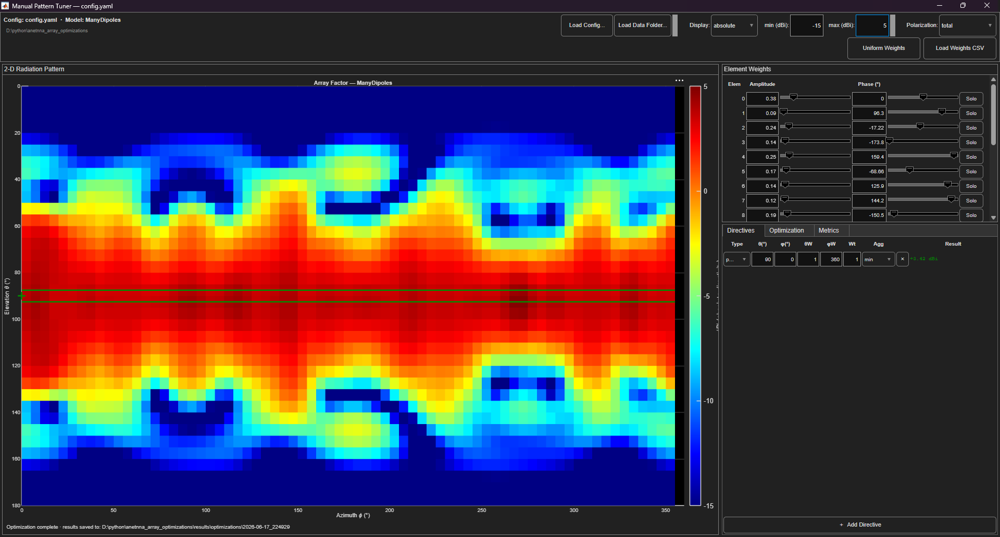 Manual Pattern Tuner — config.yaml
Config: config.yaml · Model: ManyDipoles
D:\python\anetnna_array_optimizations
Load Config...
Load Data Folder...
Display: absolute
min (dBi): -15
max (dBi): 5
Polarization: total
Uniform Weights
Load Weights CSV
2-D Radiation Pattern
Array Factor — ManyDipoles
0
20
40
60
80
100
120
140
160
180
Elevation θ (°)
0 50 100 150 200 250 300 350
Azimuth ϕ (°)
5
0
-5
-10
-15
Optimization complete · results saved to: D:\python\anetnna_array_optimizations\results\optimizations\2026-06-17_224929
Element Weights
Elem Amplitude Phase (°)
0 0.38 0 Solo
1 0.09 96.3 Solo
2 0.24 -17.22 Solo
3 0.14 -173.8 Solo
4 0.25 159.4 Solo
5 0.17 -68.66 Solo
6 0.14 125.9 Solo
7 0.12 144.2 Solo
8 0.19 -150.5 Solo
Directives Optimization Metrics
Type θ(°) φ(°) θW φW Wt Agg Result
p... 90 0 1 360 1 min × +3.42 dBi
+ Add Directive